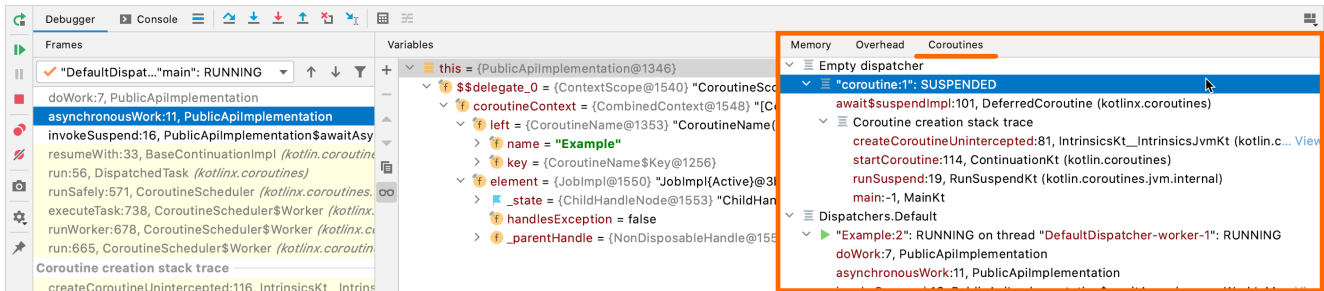 Debugger
Console
Frames
"DefaultDispat..."main": RUNNING
doWork:7, PublicApiImplementation
asynchronousWork:11, PublicApiImplementation
invokeSuspend:16, PublicApiImplementation$awaitAsy
resumeWith:33, BaseContinuationImpl (kotlin.coroutine
run:56, DispatchedTask (kotlinx.coroutines)
runSafely:571, CoroutineScheduler (kotlinx.coroutines
executeTask:738, CoroutineScheduler$Worker (kotlinx.
runWorker:678, CoroutineScheduler$Worker (kotlinx.c
run:665, CoroutineScheduler$Worker (kotlinx.coroutin
Coroutine creation stack trace
createCoroutineUnintercepted:116, IntrinsicsKt__Intrins
Variables
this = {PublicApiImplementation@1346}
$$delegate_0 = {ContextScope@1540} "CoroutineSco
coroutineContext = {CombinedContext@1548} "[Co
left = {CoroutineName@1353} "CoroutineName(
name = "Example"
key = {CoroutineName$Key@1256}
element = {JobImpl@1550} "JobImpl{Active}@3b
_state = {ChildHandleNode@1553} "ChildHan
handlesException = false
_parentHandle = {NonDisposableHandle@155
Memory
Overhead
Coroutines
Empty dispatcher
"coroutine:1": SUSPENDED
await$suspendImpl:101, DeferredCoroutine (kotlinx.coroutines)
Coroutine creation stack trace
createCoroutineUnintercepted:81, IntrinsicsKt__IntrinsicsJvmKt (kotlin.c... View
startCoroutine:114, ContinuationKt (kotlin.coroutines)
runSuspend:19, RunSuspendKt (kotlin.coroutines.jvm.internal)
main:-1, MainKt
Dispatchers.Default
"Example:2": RUNNING on thread "DefaultDispatcher-worker-1": RUNNING
doWork:7, PublicApiImplementation
asynchronousWork:11, PublicApiImplementation